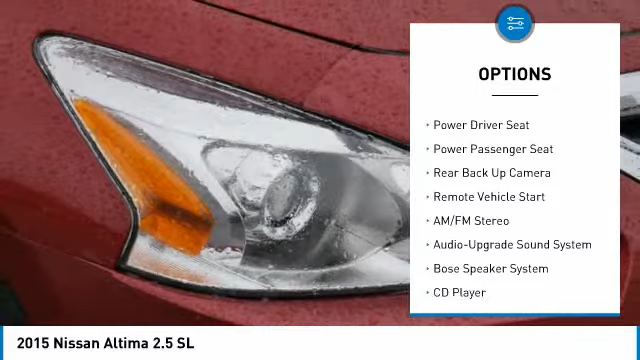 OPTIONS
Power Driver Seat
Power Passenger Seat
Rear Back Up Camera
Remote Vehicle Start
AM/FM Stereo
Audio-Upgrade Sound System
Bose Speaker System
CD Player
2015 Nissan Altima 2.5 SL